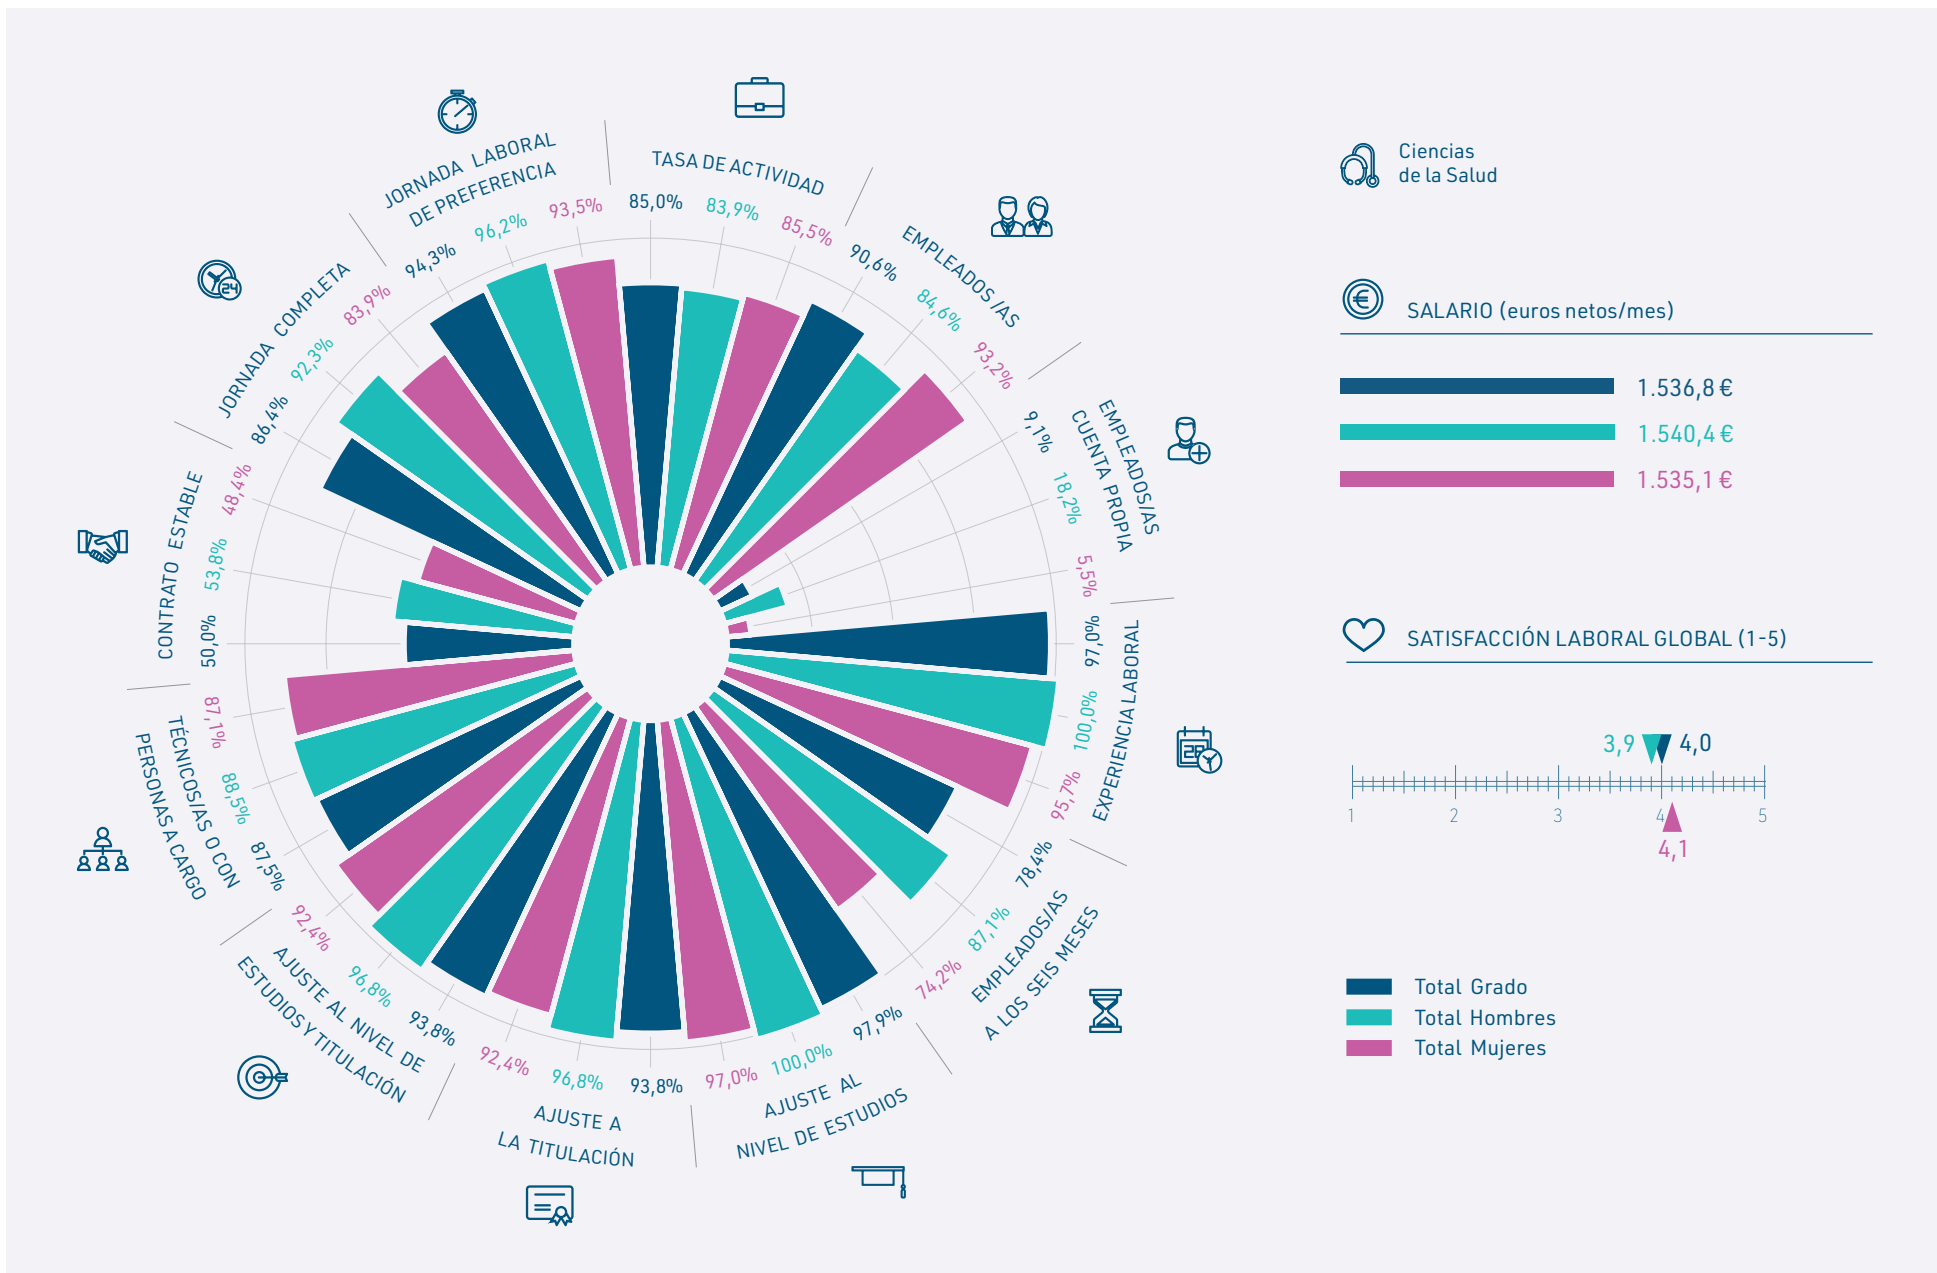 TASA DE ACTIVIDAD
85,0%
83,9%
85,5%
EMPLEADOS /AS
90,6%
84,6%
93,2%
EMPLEADOS/AS
CUENTA PROPIA
9,1%
18,2%
5,5%
EXPERIENCIA LABORAL
97,0%
100,0%
95,7%
EMPLEADOS/AS
A LOS SEIS MESES
78,4%
87,1%
74,2%
AJUSTE AL
NIVEL DE ESTUDIOS
97,9%
100,0%
97,0%
AJUSTE A
LA TITULACIÓN
93,8%
96,8%
92,4%
AJUSTE AL NIVEL DE
ESTUDIOS Y TITULACIÓN
93,8%
96,8%
92,4%
TÉCNICOS/AS O CON
PERSONAS A CARGO
87,5%
88,5%
87,1%
CONTRATO ESTABLE
50,0%
53,8%
48,4%
JORNADA COMPLETA
86,4%
92,3%
83,9%
24
JORNADA LABORAL
DE PREFERENCIA
94,3%
96,2%
93,5%
Ciencias
de la Salud
€
SALARIO (euros netos/mes)
1.536,8 €
1.540,4 €
1.535,1 €
SATISFACCIÓN LABORAL GLOBAL (1-5)
3,9
4,0
1
2
3
4
5
4,1
Total Grado
Total Hombres
Total Mujeres